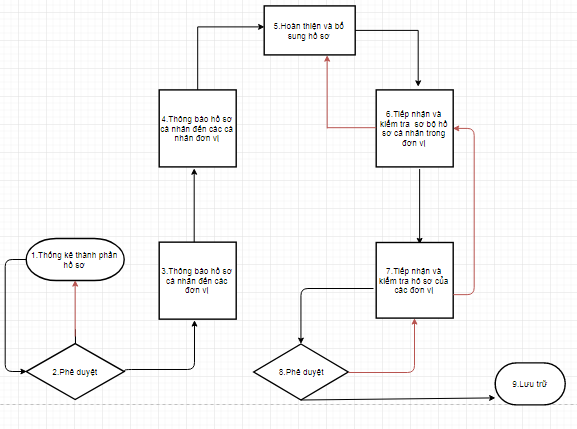 5.Hoàn thiện và bổ
sung hồ sơ
4.Thông báo hồ sơ
cá nhân đến các cá
nhân đơn vị
6.Tiếp nhận và
kiểm tra sơ bộ hồ
sơ cá nhân trong
đơn vị
1.Thống kê thành phần
hồ sơ
3.Thông báo hồ sơ
cá nhân đến các
đơn vị
7.Tiếp nhận và
kiểm tra hồ sơ của
các đơn vị
2.Phê duyệt
8.Phê duyệt
9.Lưu trữ